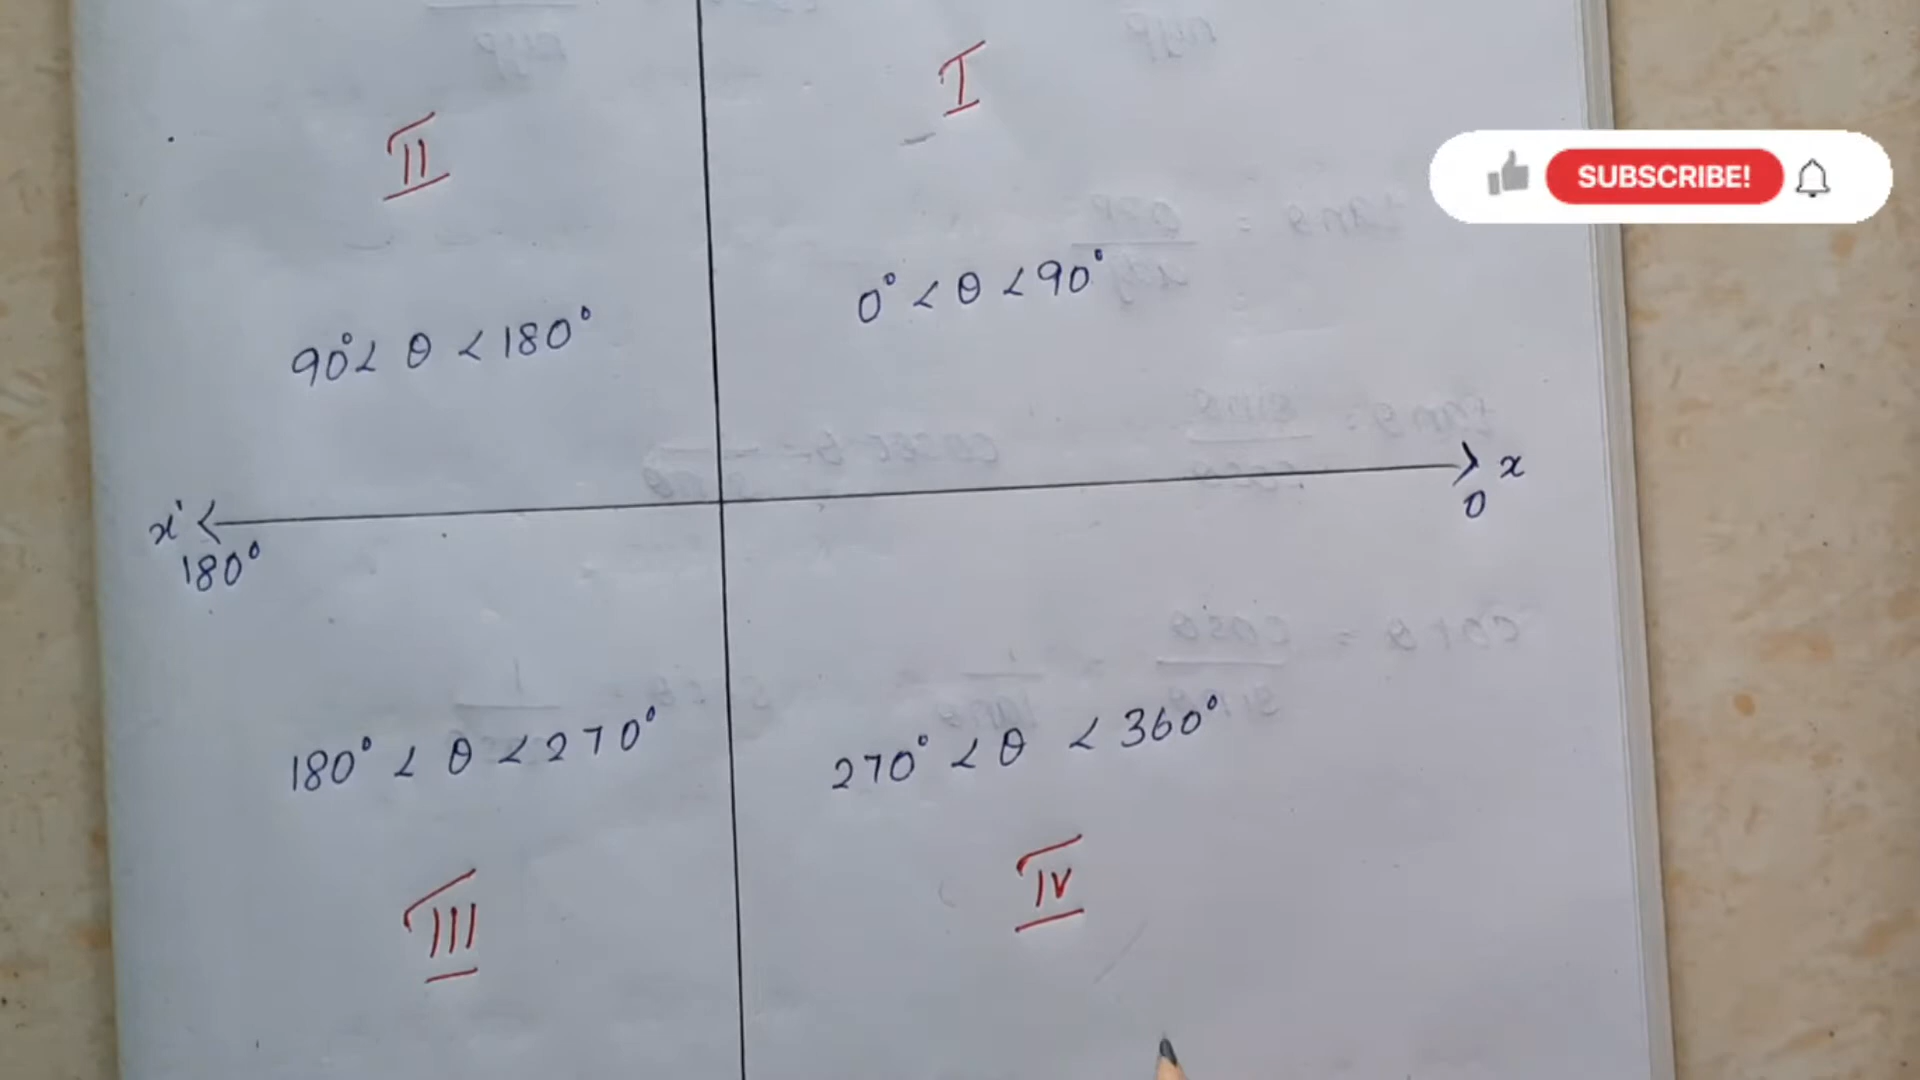 I
II
SUBSCRIBE!
0° < θ < 90°
90° < θ < 180°
x
x'
0
180°
180° < θ < 270°
270° < θ < 360°
IV
III